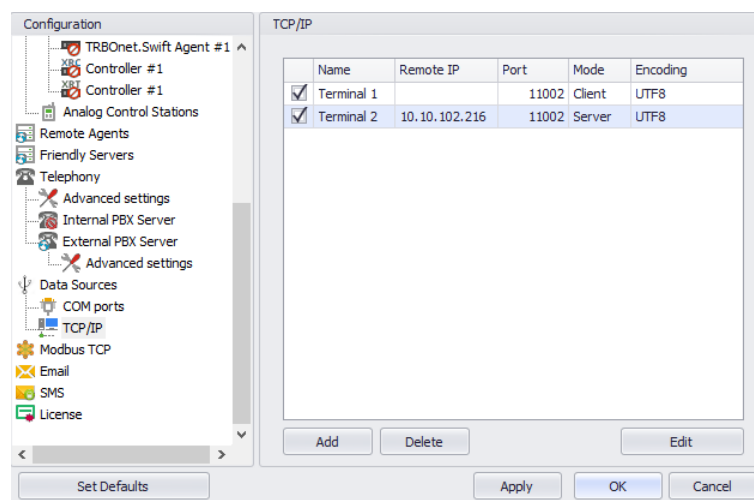 Configuration
TRBOnet.Swift Agent #1
XRC Controller #1
XRT Controller #1
Analog Control Stations
Remote Agents
Friendly Servers
Telephony
Advanced settings
Internal PBX Server
External PBX Server
Advanced settings
Data Sources
COM ports
TCP/IP
Modbus TCP
Email
SMS
License
Set Defaults
TCP/IP
Name Remote IP Port Mode Encoding
Terminal 1 11002 Client UTF8
Terminal 2 10.10.102.216 11002 Server UTF8
Add Delete Edit
Apply OK Cancel